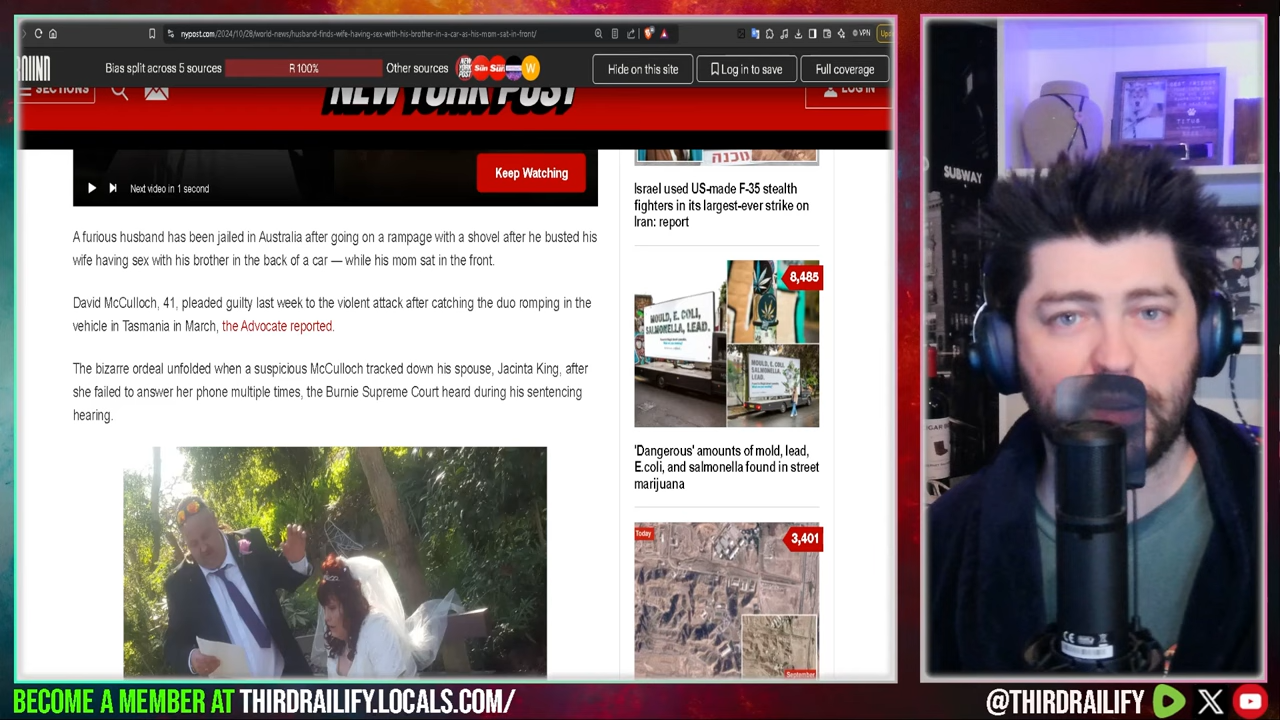 nypost.com/2024/10/28/world-news/husband-finds-wife-having-sex-with-his-brother-in-a-car-as-his-mom-sat-in-front/
VPN
Bias split across 5 sources
R 100%
Other sources
W
Hide on this site
Log in to save
Full coverage
SECTIONS
NEW YORK POST
LOG IN
Next video in 1 second
Keep Watching
A furious husband has been jailed in Australia after going on a rampage with a shovel after he busted his
wife having sex with his brother in the back of a car — while his mom sat in the front.
David McCulloch, 41, pleaded guilty last week to the violent attack after catching the duo romping in the
vehicle in Tasmania in March, the Advocate reported.
The bizarre ordeal unfolded when a suspicious McCulloch tracked down his spouse, Jacinta King, after
she failed to answer her phone multiple times, the Burnie Supreme Court heard during his sentencing
hearing.
מכונה
Israel used US-made F-35 stealth
fighters in its largest-ever strike on
Iran: report
8,485
MOULD, E. COLI,
SALMONELLA, LEAD.
'Dangerous' amounts of mold, lead,
E.coli, and salmonella found in street
marijuana
Today
3,401
September
SUBWAY
BEST FRIENDS
TITUS
BECOME A MEMBER AT THIRDRAILIFY.LOCALS.COM/
@THIRDRAILIFY